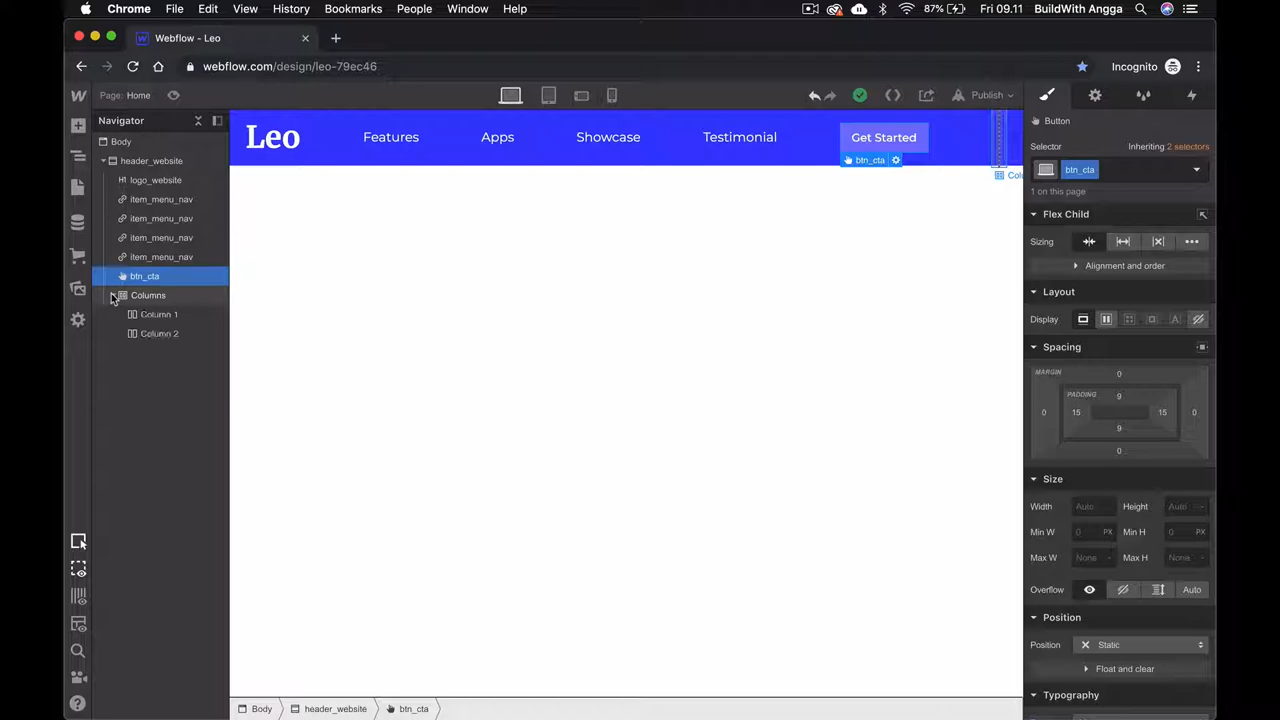 Chrome File Edit View History Bookmarks People Window Help 87% Fri 09.11 BuildWith Angga
Webflow - Leo
webflow.com/design/leo-79ec46 Incognito
Page: Home Publish
Navigator
Body
header_website
H1 logo_website
item_menu_nav
item_menu_nav
item_menu_nav
item_menu_nav
btn_cta
Columns
Column 1
Column 2
Leo Features Apps Showcase Testimonial Get Started
btn_cta
Colu
Button
Selector Inheriting 2 selectors
btn_cta
1 on this page
Flex Child
Sizing
Alignment and order
Layout
Display
Spacing
MARGIN 0
PADDING 9
0 15 15 0
9
0
Size
Width Auto Height Auto
Min W 0 PX Min H 0 PX
Max W None Max H None
Overflow Auto
Position
Position Static
Float and clear
Typography
Body header_website btn_cta